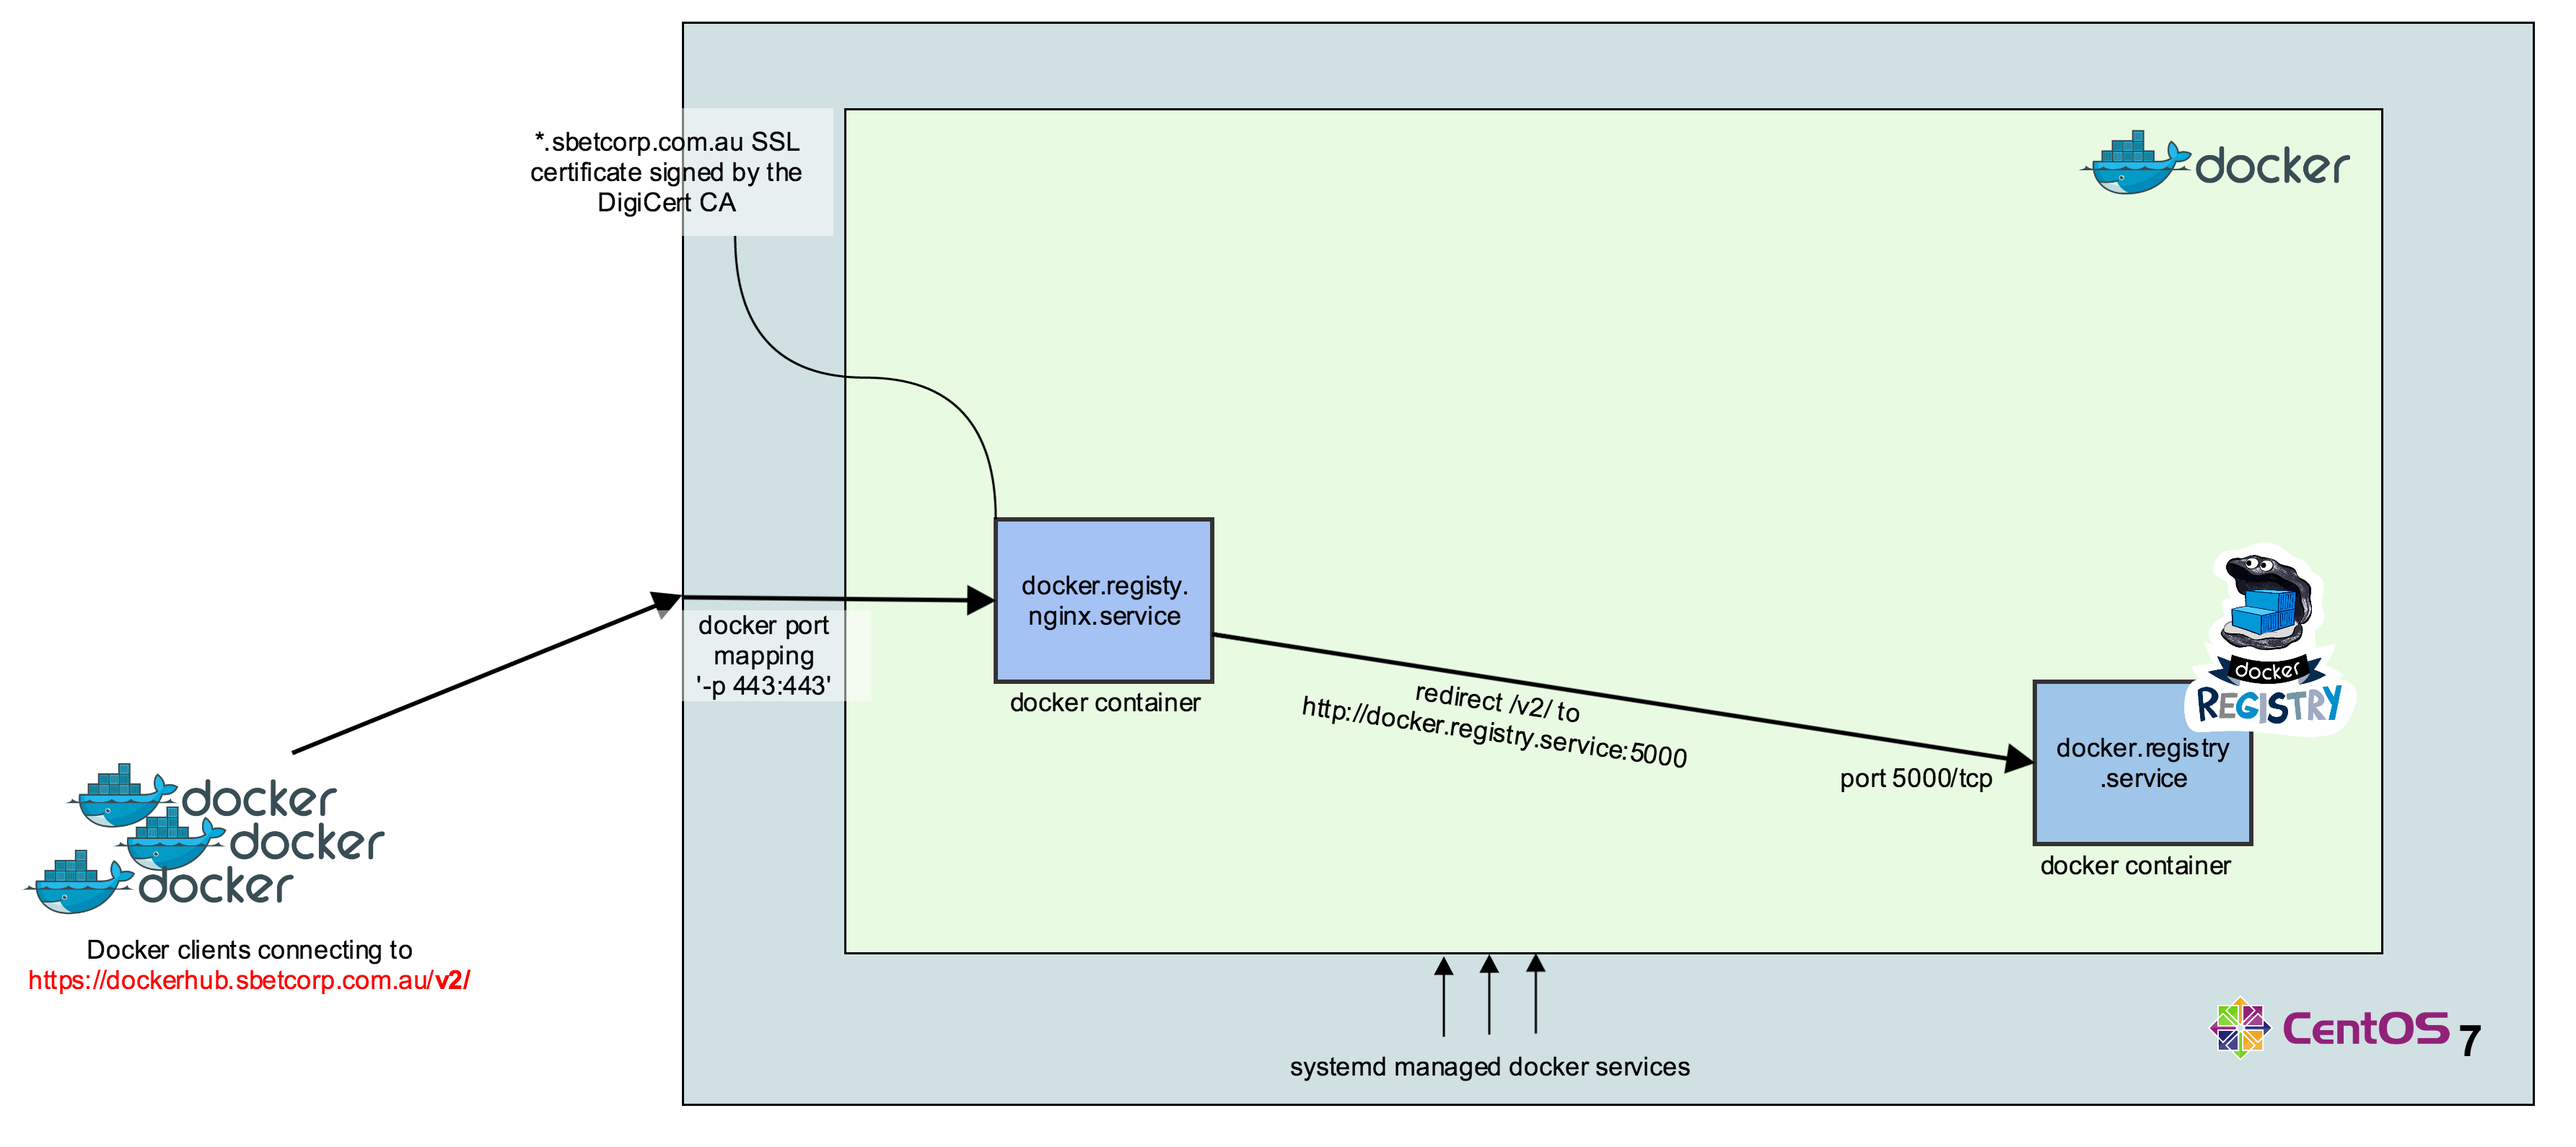 *.sbetcorp.com.au SSL
certificate signed by the
DigiCert CA
docker
docker.registy.
nginx.service
docker container
docker port
mapping
'-p 443:443'
redirect /v2/ to
http://docker.registry.service:5000
port 5000/tcp
docker
REGISTRY
docker.registry
.service
docker container
docker
docker
docker
Docker clients connecting to
https://dockerhub.sbetcorp.com.au/v2/
systemd managed docker services
CentOS 7